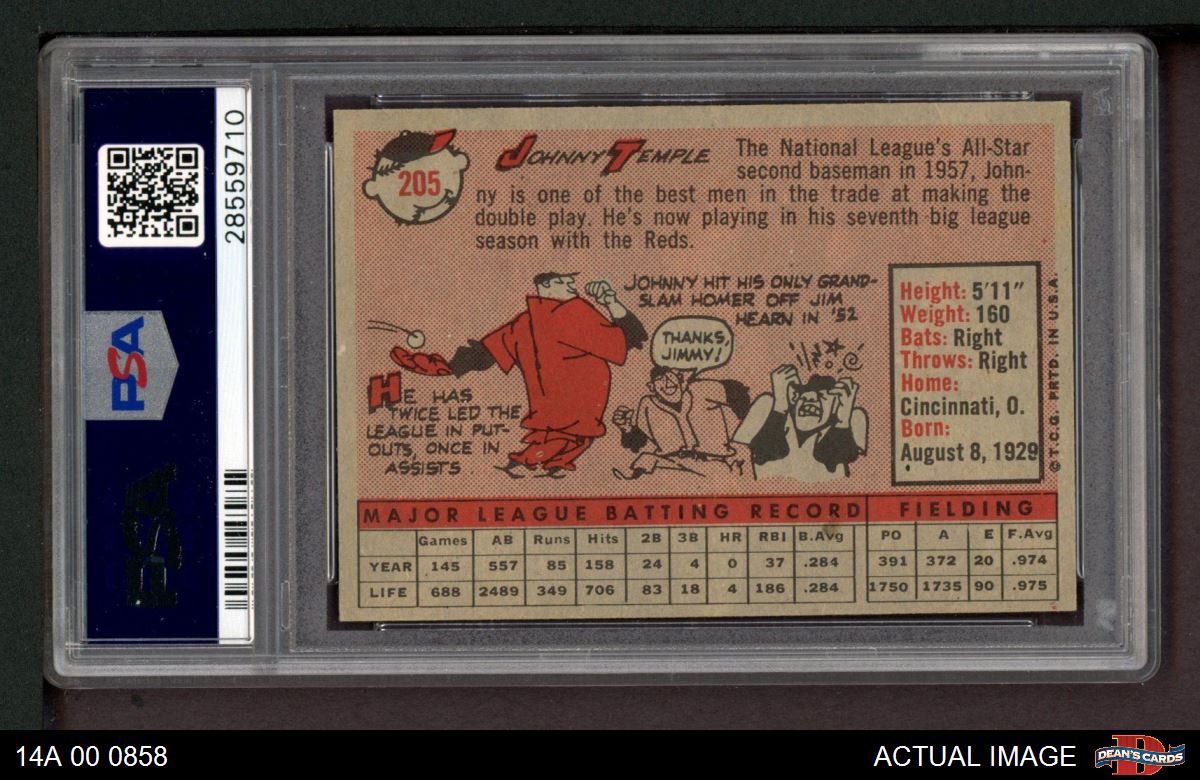 28559710
PSA
PSA
205
JOHNNY TEMPLE
The National League's All-Star
second baseman in 1957, John-
ny is one of the best men in the trade at making the
double play. He's now playing in his seventh big league
season with the Reds.
HE HAS
TWICE LED THE
LEAGUE IN PUT-
OUTS, ONCE IN
ASSISTS.
JOHNNY HIT HIS ONLY GRAND-
SLAM HOMER OFF JIM
HEARN IN '52
THANKS,
JIMMY!
Height: 5'11"
Weight: 160
Bats: Right
Throws: Right
Home:
Cincinnati, O.
Born:
August 8, 1929
© T.C.G. PRTD. IN U.S.A.
MAJOR LEAGUE BATTING RECORD FIELDING
Games AB Runs Hits 2B 3B HR RBI B.Avg PO A E F.Avg
YEAR 145 557 85 158 24 4 0 37 .284 391 372 20 .974
LIFE 688 2489 349 706 83 18 4 186 .284 1750 1735 90 .975
14A 00 0858
ACTUAL IMAGE
DEAN'S CARDS